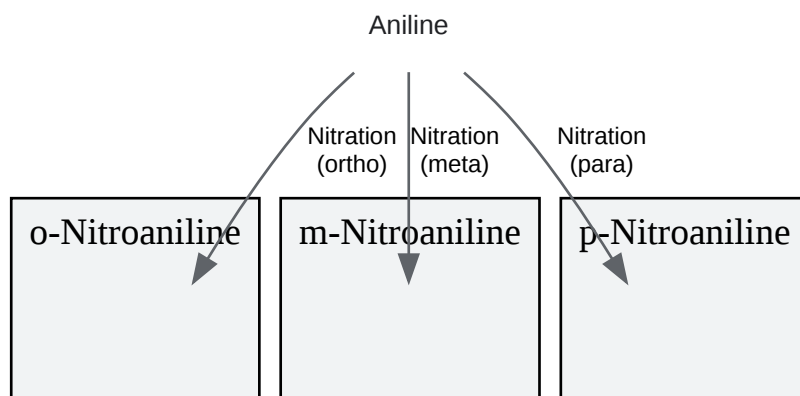 Aniline
Nitration
(ortho)
Nitration
(meta)
Nitration
(para)
o-Nitroaniline
m-Nitroaniline
p-Nitroaniline